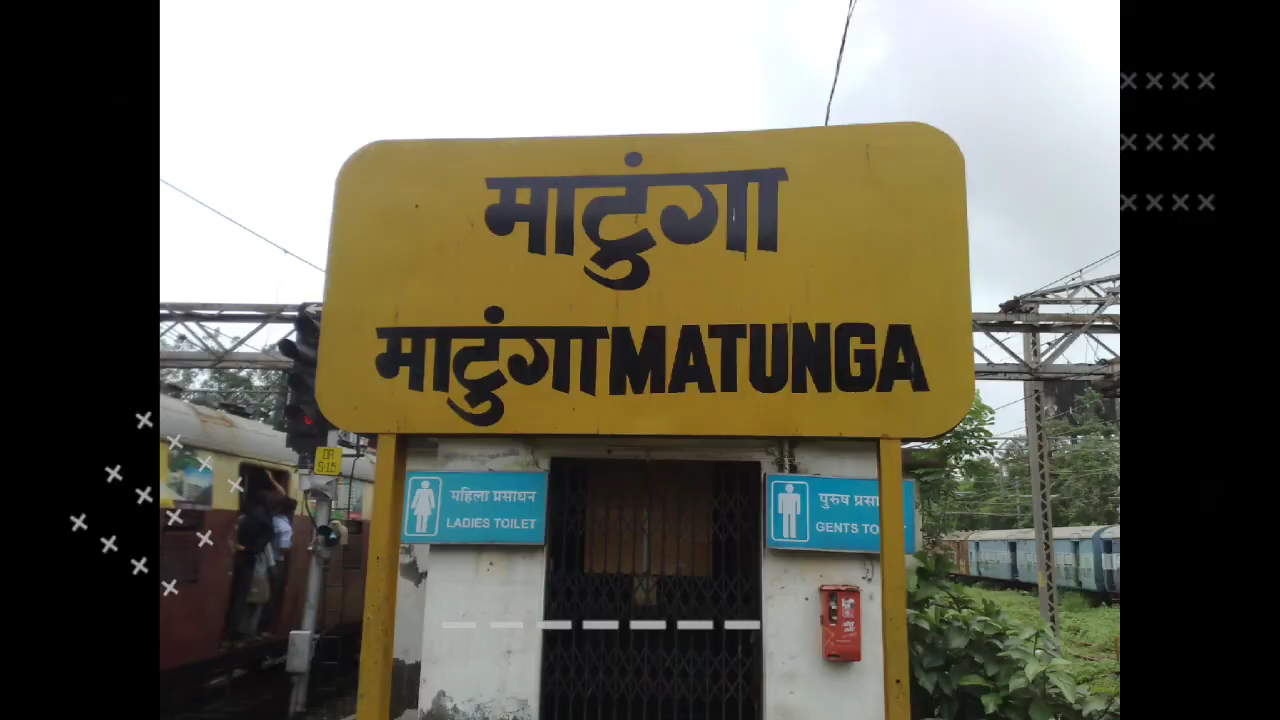 माटुंगा
माटुंगा MATUNGA
महिला प्रसाधन
LADIES TOILET
पुरुष प्रसा
GENTS TO